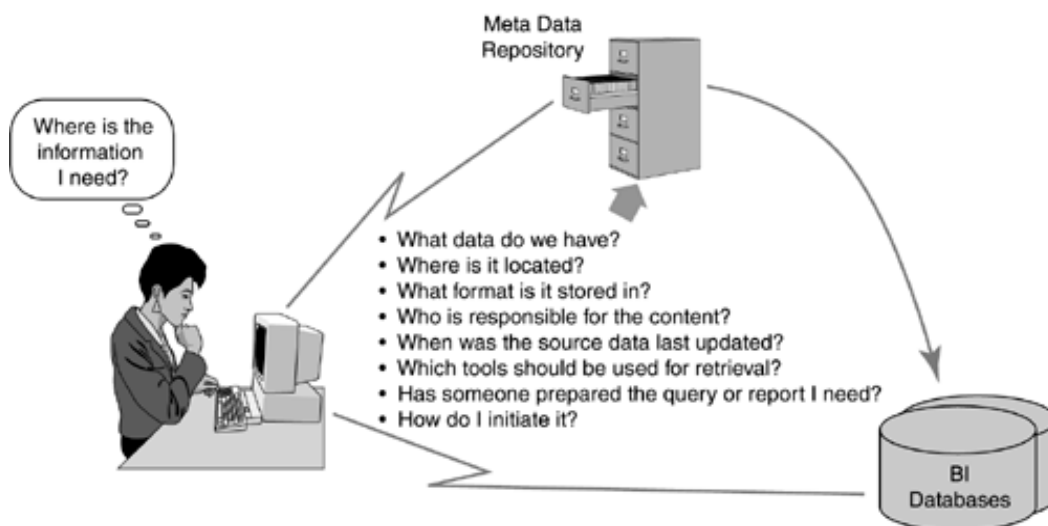 Meta Data
Repository
Where is the
information
I need?
• What data do we have?
• Where is it located?
• What format is it stored in?
• Who is responsible for the content?
• When was the source data last updated?
• Which tools should be used for retrieval?
• Has someone prepared the query or report I need?
• How do I initiate it?
BI
Databases